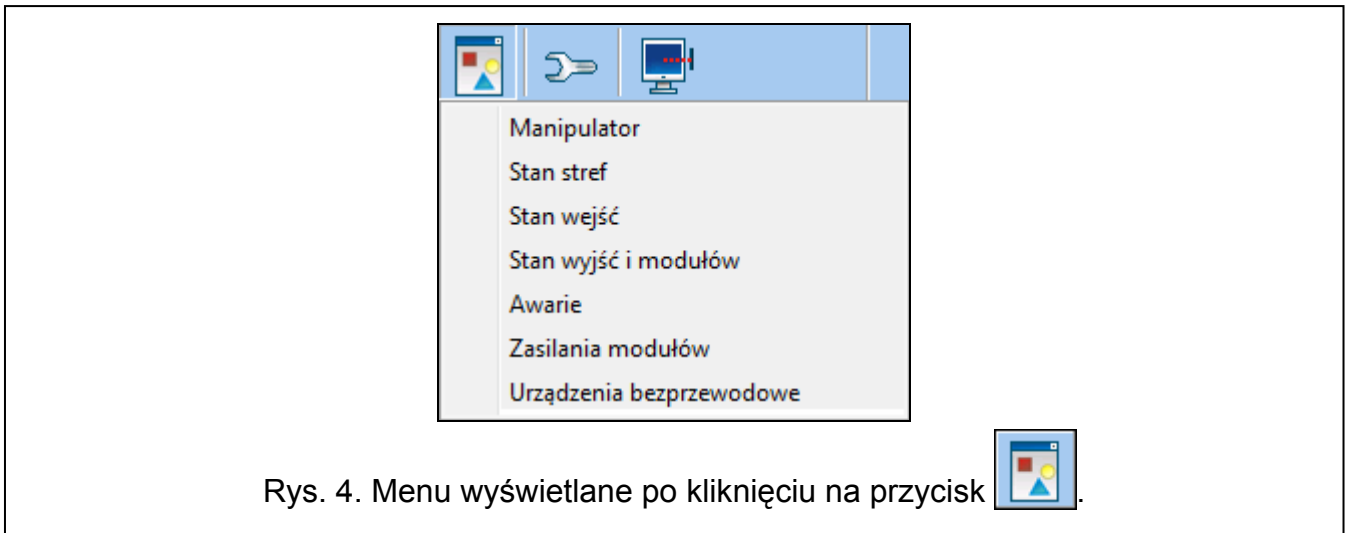 Manipulator
Stan stref
Stan wejść
Stan wyjść i modułów
Awarie
Zasilania modułów
Urządzenia bezprzewodowe
Rys. 4. Menu wyświetlane po kliknięciu na przycisk .